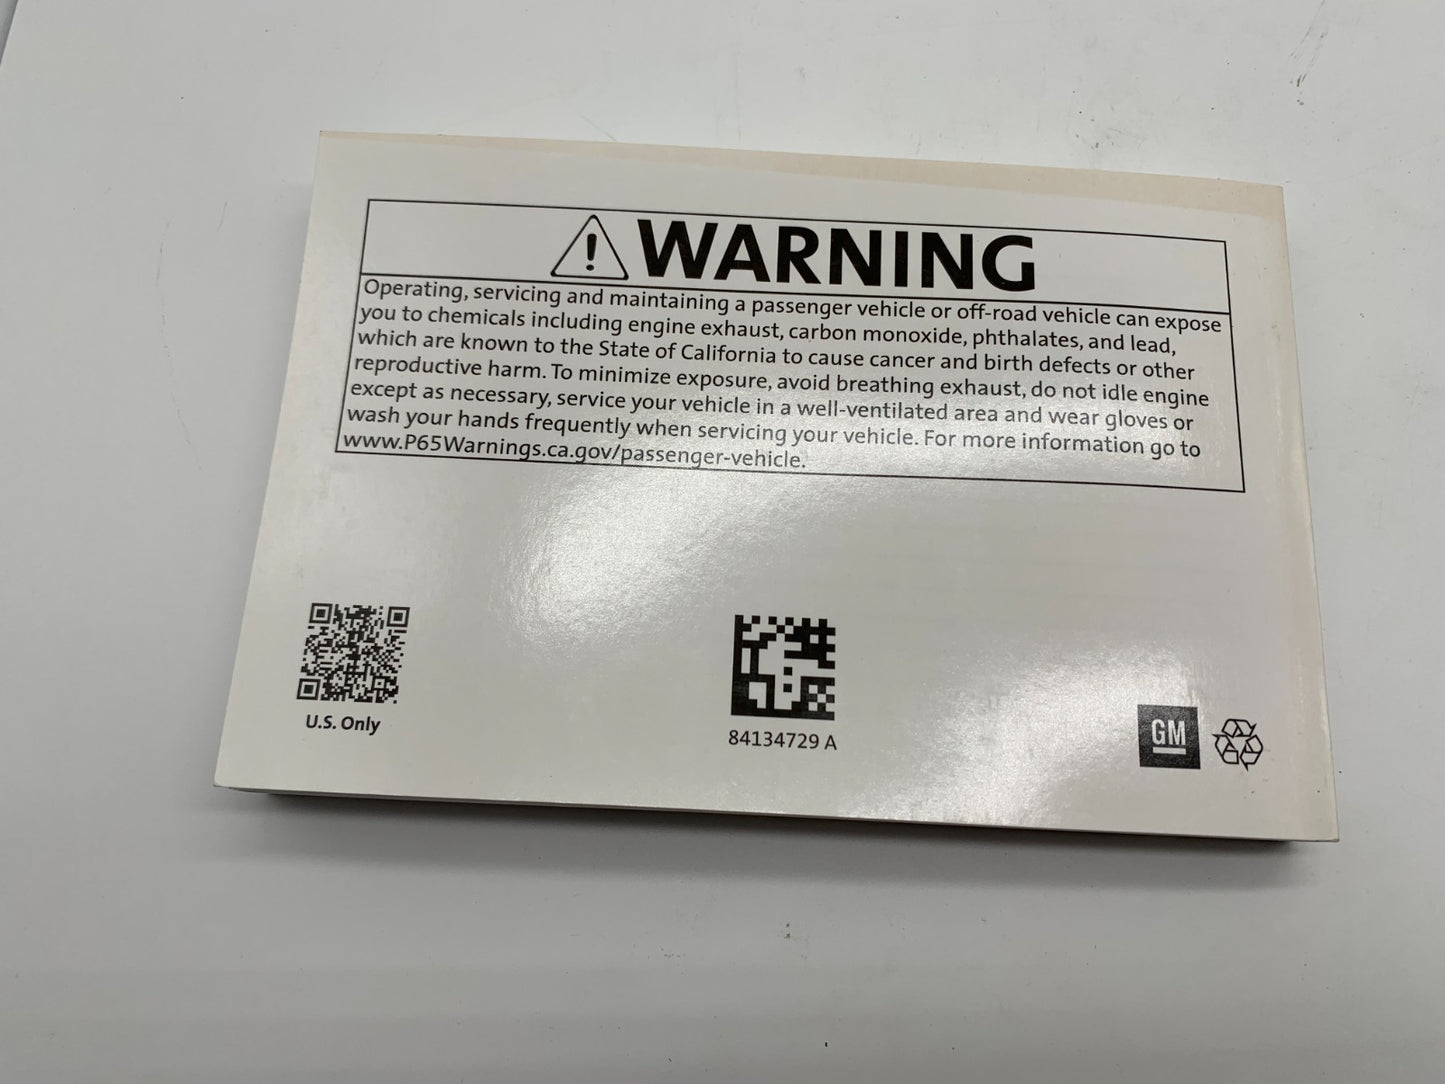 WARNING
Operating, servicing and maintaining a passenger vehicle or off-road vehicle can expose
you to chemicals including engine exhaust, carbon monoxide, phthalates, and lead,
which are known to the State of California to cause cancer and birth defects or other
reproductive harm. To minimize exposure, avoid breathing exhaust, do not idle engine
except as necessary, service your vehicle in a well-ventilated area and wear gloves or
wash your hands frequently when servicing your vehicle. For more information go to
www.P65Warnings.ca.gov/passenger-vehicle.
U.S. Only
84134729 A
GM